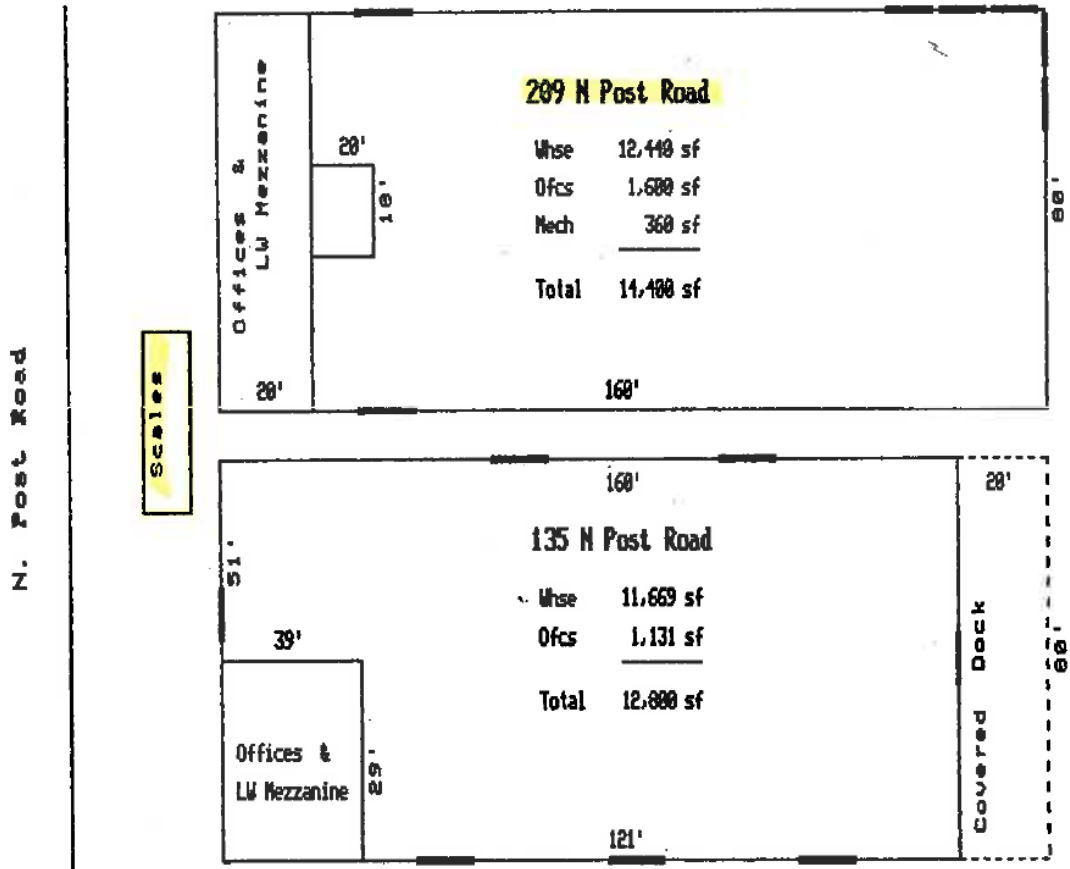 N. Post Road
Scales
Offices &
LW Mezzanine
20'
18'
20'
209 N Post Road
Whse 12,440 sf
Ofcs 1,600 sf
Mech 360 sf
Total 14,400 sf
160'
80'
160'
20'
51'
135 N Post Road
Whse 11,669 sf
Ofcs 1,131 sf
Total 12,800 sf
39'
Offices &
LW Mezzanine
29'
121'
Covered Dock
80'